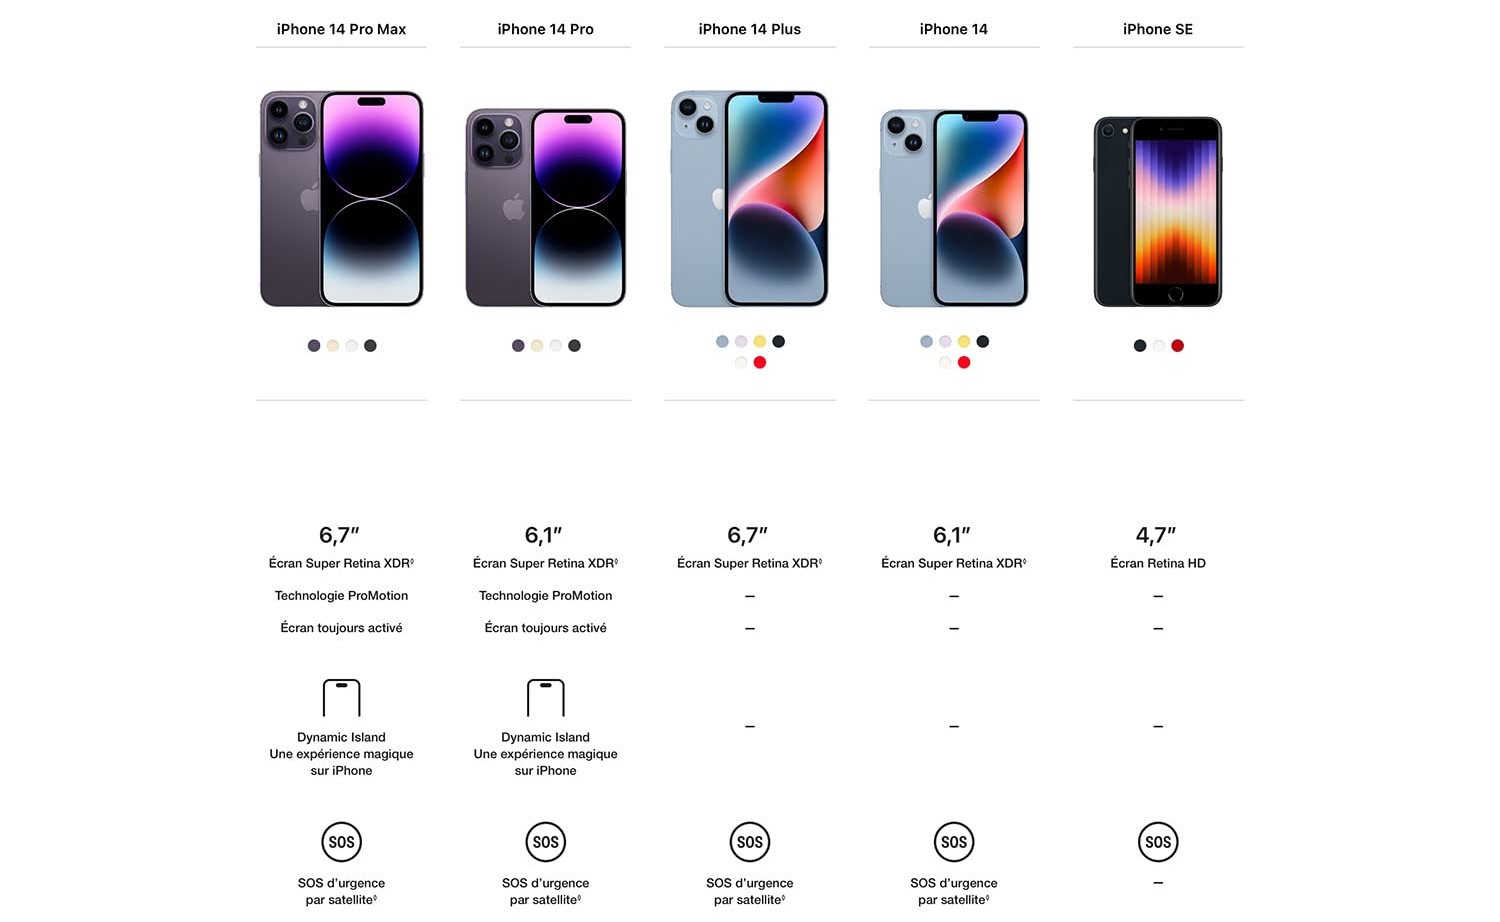 iPhone 14 Pro Max
iPhone 14 Pro
iPhone 14 Plus
iPhone 14
iPhone SE
6,7”
6,1”
6,7”
6,1”
4,7”
Écran Super Retina XDR◊
Écran Super Retina XDR◊
Écran Super Retina XDR◊
Écran Super Retina XDR◊
Écran Retina HD
Technologie ProMotion
Technologie ProMotion
–
–
–
Écran toujours activé
Écran toujours activé
–
–
–
Dynamic Island
Une expérience magique
sur iPhone
Dynamic Island
Une expérience magique
sur iPhone
–
–
–
SOS
SOS
SOS
SOS
SOS
SOS d’urgence
par satellite◊
SOS d’urgence
par satellite◊
SOS d’urgence
par satellite◊
SOS d’urgence
par satellite◊
–